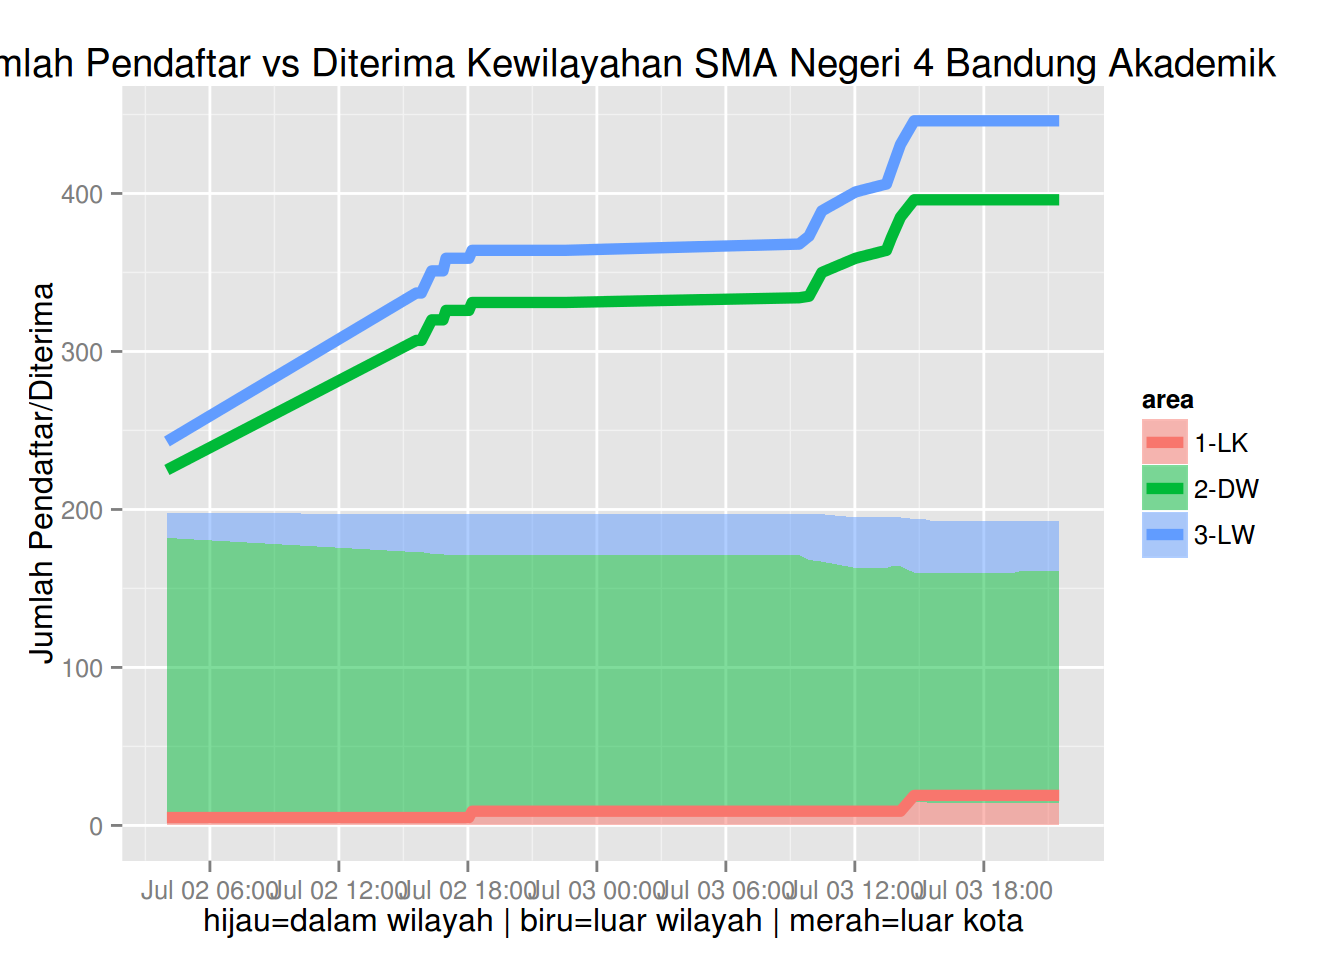 mlah Pendaftar vs Diterima Kewilayahan SMA Negeri 4 Bandung Akademik
Jumlah Pendaftar/Diterima
400
300
200
100
0
Jul 02 06:00
Jul 02 12:00
Jul 02 18:00
Jul 03 00:00
Jul 03 06:00
Jul 03 12:00
Jul 03 18:00
hijau=dalam wilayah | biru=luar wilayah | merah=luar kota
area
1-LK
2-DW
3-LW